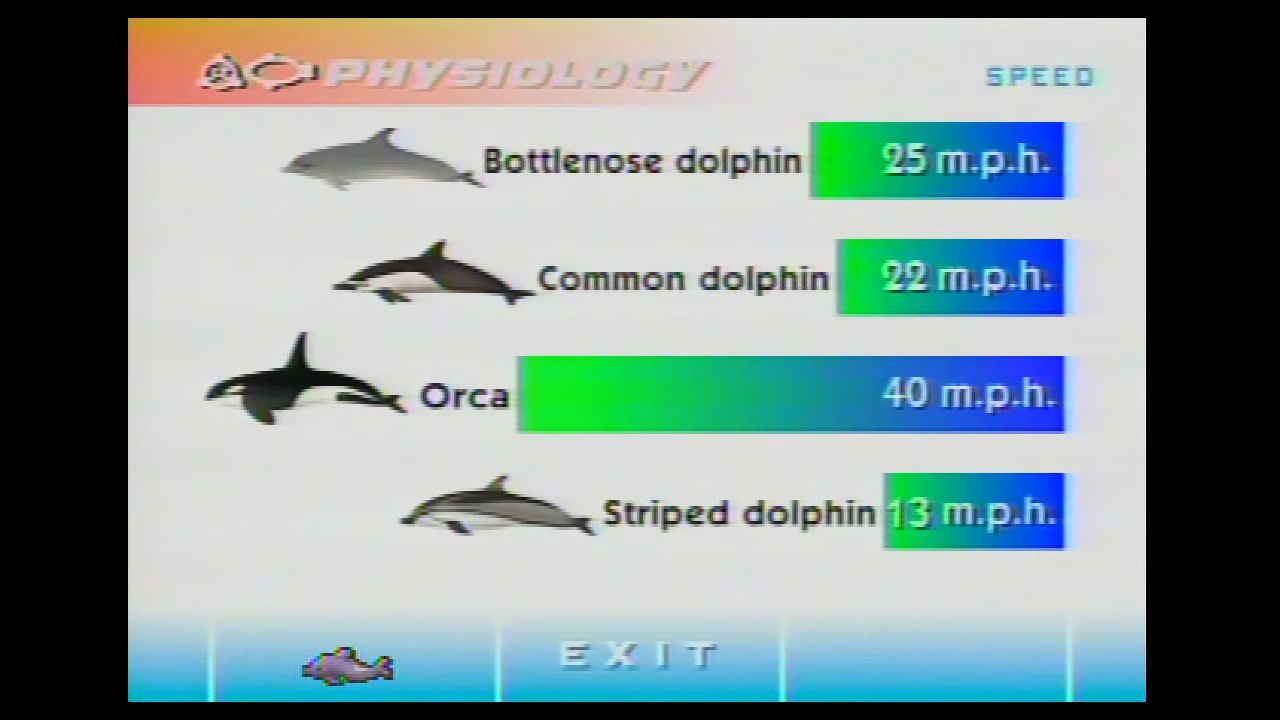 PHYSIOLOGY
SPEED
Bottlenose dolphin 25 m.p.h.
Common dolphin 22 m.p.h.
Orca 40 m.p.h.
Striped dolphin 13 m.p.h.
EXIT